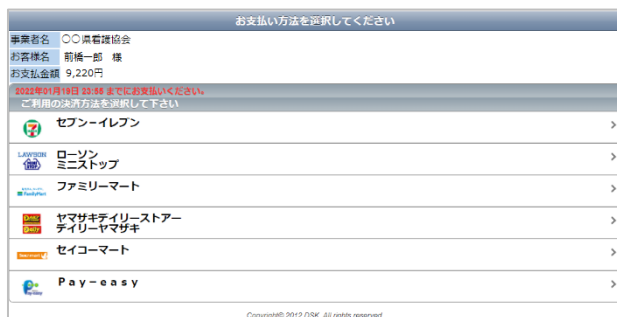 お支払い方法を選択してください
事業者名 〇〇県看護協会
お客様名 前橋一郎 様
お支払金額 9,220円
2022年01月19日 23:55 までにお支払いください。
ご利用の決済方法を選択して下さい
セブン-イレブン
LAWSON
ローソン
ミニストップ
FamilyMart
ファミリーマート
Daily
ヤマザキデイリーストアー
デイリーヤマザキ
セイコーマート
Pay-easy
Copyright© 2012 DSK. All rights reserved.